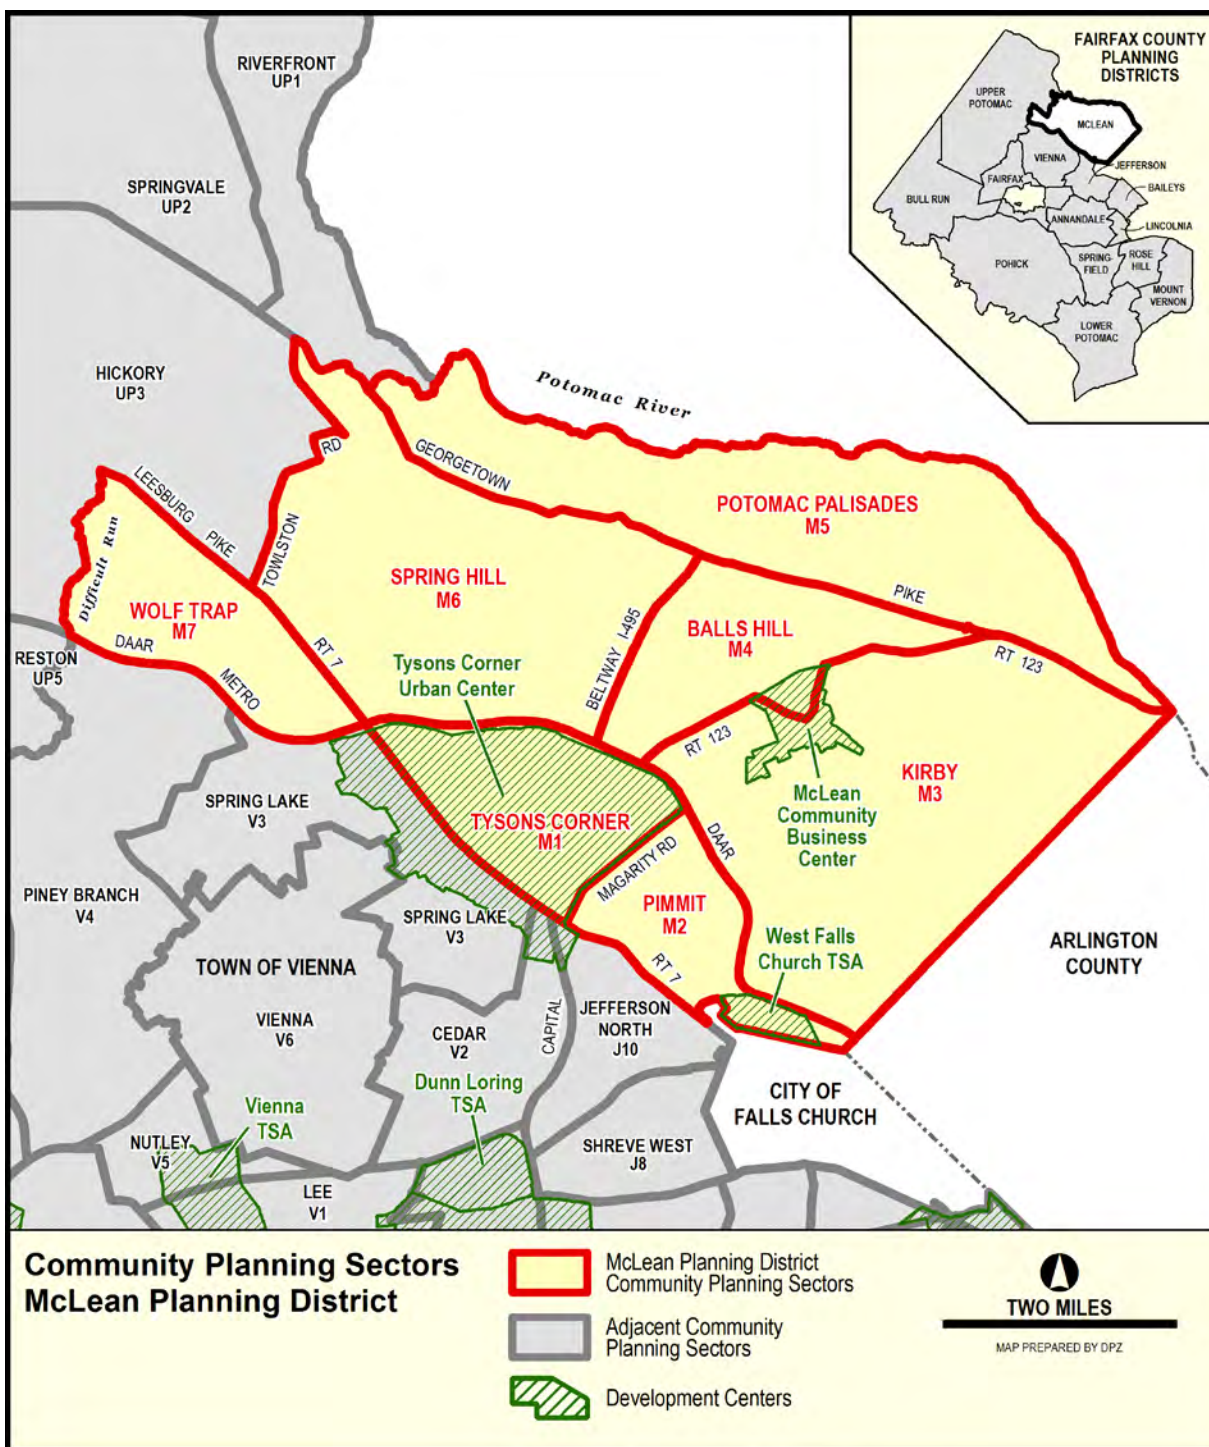 RIVERFRONT
UP1
SPRINGVALE
UP2
HICKORY
UP3
FAIRFAX COUNTY
PLANNING
DISTRICTS
UPPER
POTOMAC
MCLEAN
VIENNA
JEFFERSON
FAIRFAX
BAILEYS
BULL RUN
ANNANDALE
LINCOLNIA
POHICK
SPRING-
FIELD
ROSE
HILL
MOUNT
VERNON
LOWER
POTOMAC
Potomac River
RD
GEORGETOWN
LEESBURG
PIKE
TOWLSTON
Difficult Run
POTOMAC PALISADES
M5
SPRING HILL
M6
PIKE
WOLF TRAP
M7
BALLS HILL
M4
BELTWAY I-495
RT 123
DAAR
RT 7
RESTON
UP5
METRO
Tysons Corner
Urban Center
RT 123
KIRBY
M3
McLean
Community
Business
Center
SPRING LAKE
V3
TYSONS CORNER
M1
DAAR
MAGARITY RD
PINEY BRANCH
V4
SPRING LAKE
V3
PIMMIT
M2
West Falls
Church TSA
ARLINGTON
COUNTY
TOWN OF VIENNA
RT 7
VIENNA
V6
CEDAR
V2
CAPITAL
JEFFERSON
NORTH
J10
Dunn Loring
TSA
CITY OF
FALLS CHURCH
Vienna
TSA
NUTLEY
V5
SHREVE WEST
J8
LEE
V1
Community Planning Sectors
McLean Planning District
McLean Planning District
Community Planning Sectors
Adjacent Community
Planning Sectors
Development Centers
TWO MILES
MAP PREPARED BY DPZ